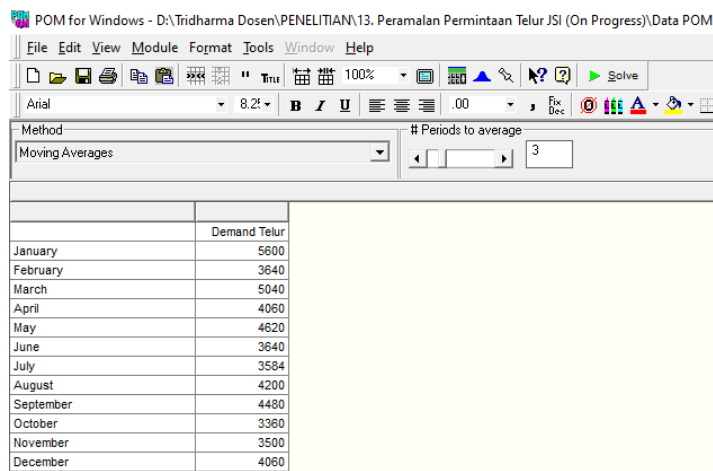 POM for Windows - D:\Tridharma Dosen\PENELITIAN\13. Peramalan Permintaan Telur JSI (On Progress)\Data POM
File Edit View Module Format Tools Window Help
" TITLE 100% Solve
Arial 8.2! B I U .00 , Fix Dec 0 A
Method # Periods to average
Moving Averages 3
Demand Telur
January 5600
February 3640
March 5040
April 4060
May 4620
June 3640
July 3584
August 4200
September 4480
October 3360
November 3500
December 4060